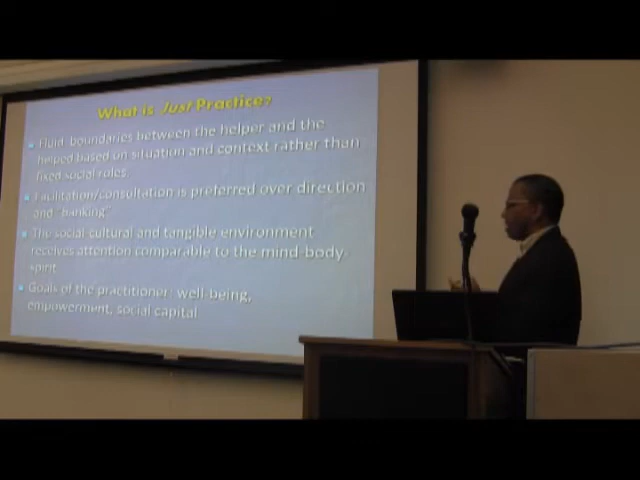 What is Just Practice?
Fluid boundaries between the helper and the
helped based on situation and context rather than
fixed social roles.
Facilitation/consultation is preferred over direction
and "banking"
The social cultural and tangible environment
receives attention comparable to the mind-body-
spirit
Goals of the practitioner: well-being,
empowerment, social capital